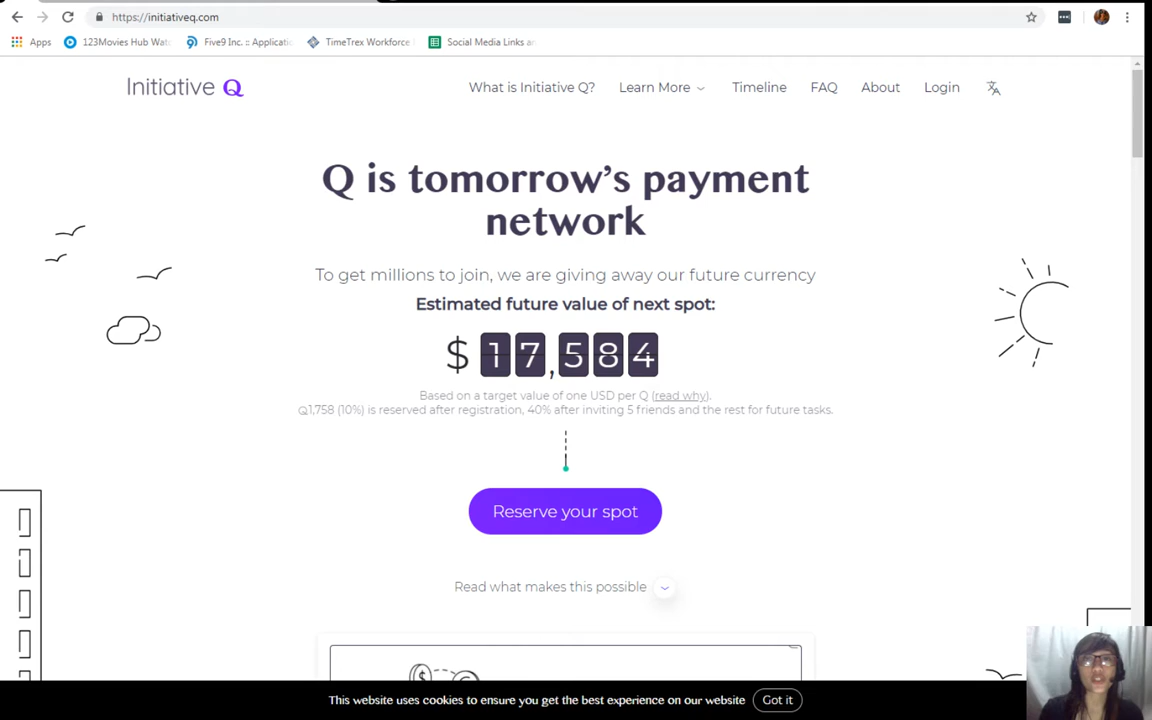 https://initiativeq.com
Apps
123Movies Hub Wat
Five9 Inc. :: Applicati
TimeTrex Workforce
Social Media Links an
Initiative Q
What is Initiative Q?
Learn More
Timeline
FAQ
About
Login
Q is tomorrow's payment
network
To get millions to join, we are giving away our future currency
Estimated future value of next spot:
$ 17,584
Based on a target value of one USD per Q (read why).
Q1,758 (10%) is reserved after registration, 40% after inviting 5 friends and the rest for future tasks.
Reserve your spot
Read what makes this possible
$
This website uses cookies to ensure you get the best experience on our website
Got it